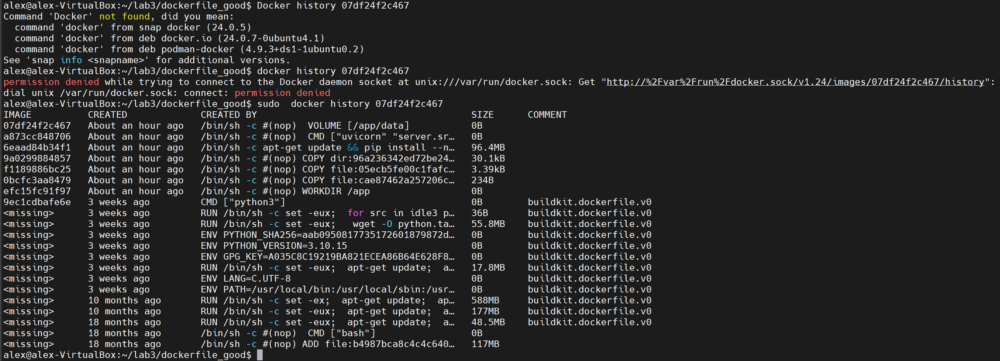 alex@alex-VirtualBox:~/lab3/dockerfile_good$ Docker history 07df24f2c467
Command 'Docker' not found, did you mean:
  command 'docker' from snap docker (24.0.5)
  command 'docker' from deb docker.io (24.0.7-0ubuntu4.1)
  command 'docker' from deb podman-docker (4.9.3+ds1-1ubuntu0.2)
See 'snap info <snapname>' for additional versions.
alex@alex-VirtualBox:~/lab3/dockerfile_good$ docker history 07df24f2c467
permission denied while trying to connect to the Docker daemon socket at unix:///var/run/docker.sock: Get "http://%2Fvar%2Frun%2Fdocker.sock/v1.24/images/07df24f2c467/history":
dial unix /var/run/docker.sock: connect: permission denied
alex@alex-VirtualBox:~/lab3/dockerfile_good$ sudo  docker history 07df24f2c467
IMAGE          CREATED             CREATED BY                                      SIZE      COMMENT
07df24f2c467   About an hour ago   /bin/sh -c #(nop)  VOLUME [/app/data]           0B
a873cc848706   About an hour ago   /bin/sh -c #(nop)  CMD ["uvicorn" "server.sr…   0B
6eaad84b34f1   About an hour ago   /bin/sh -c apt-get update && pip install --n…   96.4MB
9a0299884857   About an hour ago   /bin/sh -c #(nop) COPY dir:96a236342ed72be24…   30.1kB
f1189886bc25   About an hour ago   /bin/sh -c #(nop) COPY file:05ecb5fe00c1fafc…   3.39kB
0bcfc3aa8479   About an hour ago   /bin/sh -c #(nop) COPY file:cae87462a257206c…   234B
efc15fc91f97   About an hour ago   /bin/sh -c #(nop) WORKDIR /app                  0B
9ec1cdbafe6e   3 weeks ago         CMD ["python3"]                                 0B        buildkit.dockerfile.v0
<missing>      3 weeks ago         RUN /bin/sh -c set -eux;  for src in idle3 p…   36B       buildkit.dockerfile.v0
<missing>      3 weeks ago         RUN /bin/sh -c set -eux;   wget -O python.ta…   55.8MB    buildkit.dockerfile.v0
<missing>      3 weeks ago         ENV PYTHON_SHA256=aab0950817735172601879872d…   0B        buildkit.dockerfile.v0
<missing>      3 weeks ago         ENV PYTHON_VERSION=3.10.15                      0B        buildkit.dockerfile.v0
<missing>      3 weeks ago         ENV GPG_KEY=A035C8C19219BA821ECEA86B64E628F8…   0B        buildkit.dockerfile.v0
<missing>      3 weeks ago         RUN /bin/sh -c set -eux;  apt-get update;  a…   17.8MB    buildkit.dockerfile.v0
<missing>      3 weeks ago         ENV LANG=C.UTF-8                                0B        buildkit.dockerfile.v0
<missing>      3 weeks ago         ENV PATH=/usr/local/bin:/usr/local/sbin:/usr…   0B        buildkit.dockerfile.v0
<missing>      10 months ago       RUN /bin/sh -c set -ex;  apt-get update;  ap…   588MB     buildkit.dockerfile.v0
<missing>      10 months ago       RUN /bin/sh -c set -eux;  apt-get update;  a…   177MB     buildkit.dockerfile.v0
<missing>      18 months ago       RUN /bin/sh -c set -eux;  apt-get update;  a…   48.5MB    buildkit.dockerfile.v0
<missing>      18 months ago       /bin/sh -c #(nop)  CMD ["bash"]                 0B
<missing>      18 months ago       /bin/sh -c #(nop) ADD file:b4987bca8c4c4c640…   117MB
alex@alex-VirtualBox:~/lab3/dockerfile_good$